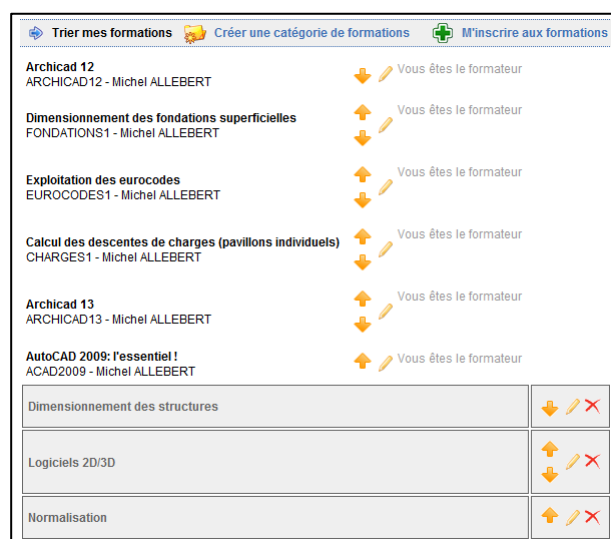 Trier mes formations Créer une catégorie de formations M'inscrire aux formations
Archicad 12
ARCHICAD12 - Michel ALLEBERT
Vous êtes le formateur
Dimensionnement des fondations superficielles
FONDATIONS1 - Michel ALLEBERT
Vous êtes le formateur
Exploitation des eurocodes
EUROCODES1 - Michel ALLEBERT
Vous êtes le formateur
Calcul des descentes de charges (pavillons individuels)
CHARGES1 - Michel ALLEBERT
Vous êtes le formateur
Archicad 13
ARCHICAD13 - Michel ALLEBERT
Vous êtes le formateur
AutoCAD 2009: l'essentiel !
ACAD2009 - Michel ALLEBERT
Vous êtes le formateur
Dimensionnement des structures
Logiciels 2D/3D
Normalisation